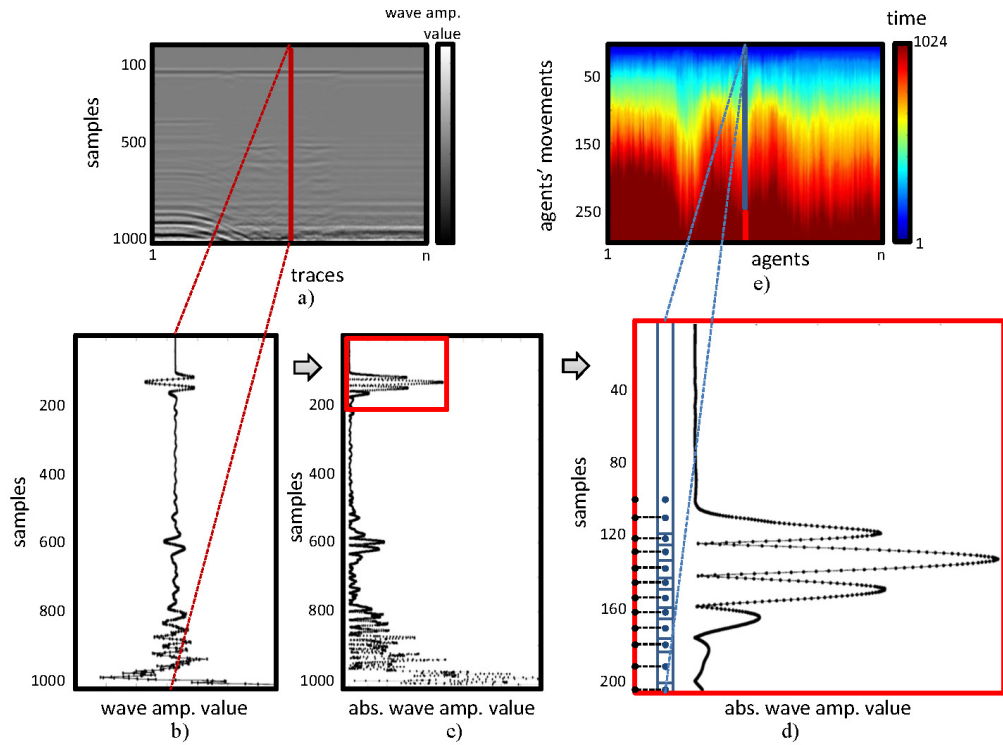 wave amp.
value
100
samples
500
1000
1
n
traces
a)
time
1024
50
agents' movements
150
250
1
1
n
agents
e)
200
400
samples
600
800
1000
wave amp. value
b)
200
400
samples
600
800
1000
abs. wave amp. value
c)
40
80
samples
120
160
200
abs. wave amp. value
d)